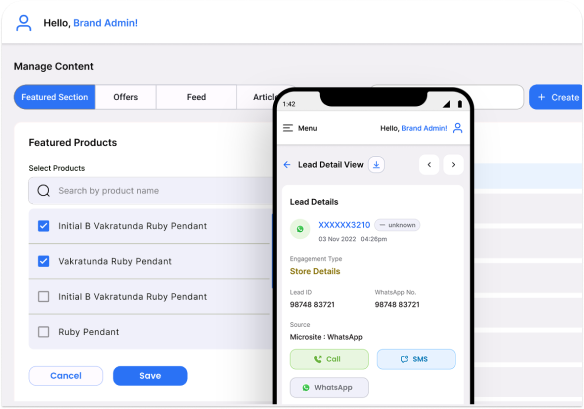 Hello, Brand Admin!
Manage Content
Featured Section
Offers
Feed
+ Create
Featured Products
Select Products
Search by product name
Initial B Vakratunda Ruby Pendant
Vakratunda Ruby Pendant
Initial B Vakratunda Ruby Pendant
Ruby Pendant
Cancel
Save
1:42
Menu
Hello, Brand Admin!
Lead Detail View
Lead Details
XXXXXX3210
— unknown
03 Nov 2022 04:26pm
Engagement Type
Store Details
Lead ID
WhatsApp No.
98748 83721
98748 83721
Source
Microsite : WhatsApp
Call
SMS
WhatsApp